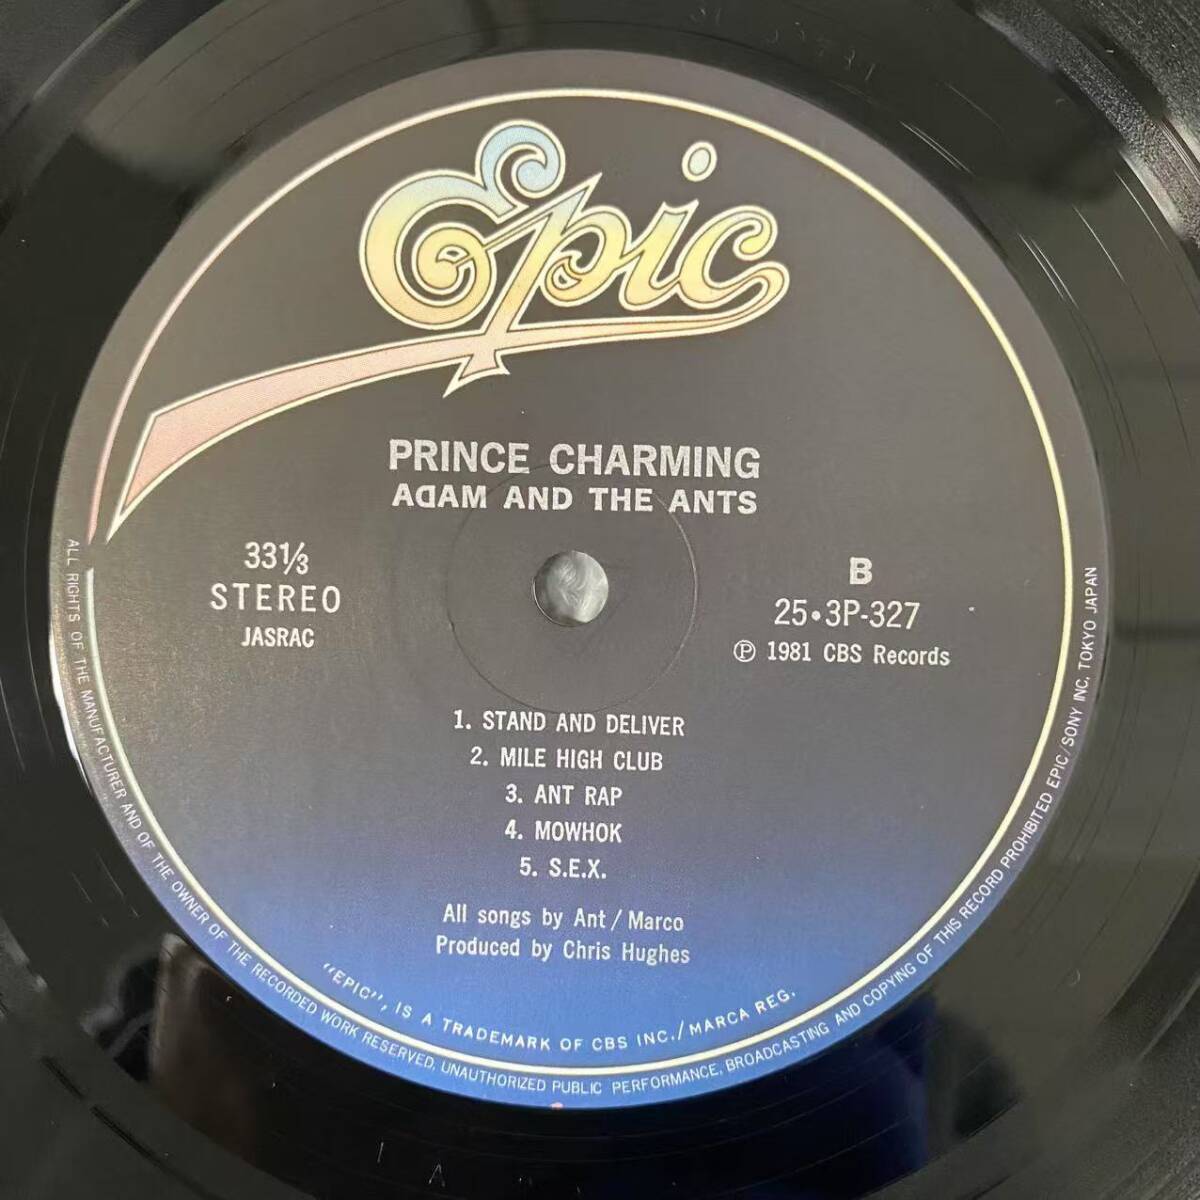 Epic
PRINCE CHARMING
ADAM AND THE ANTS
33⅓
STEREO
JASRAC
B
25•3P-327
Ⓟ 1981 CBS Records
1. STAND AND DELIVER
2. MILE HIGH CLUB
3. ANT RAP
4. MOWHOK
5. S.E.X.
All songs by Ant / Marco
Produced by Chris Hughes
"EPIC", IS A TRADEMARK OF CBS INC./MARCA REG.
ALL RIGHTS OF THE MANUFACTURER AND OF THE OWNER OF THE RECORDED WORK RESERVED, UNAUTHORIZED PUBLIC PERFORMANCE, BROADCASTING AND COPYING OF THIS RECORD PROHIBITED EPIC/SONY INC, TOKYO JAPAN